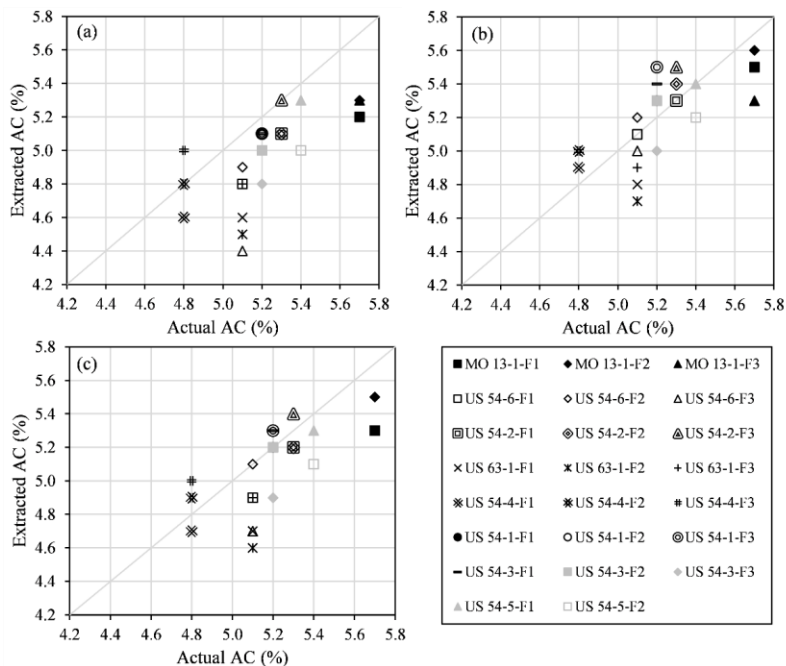 (a)
5.8
5.6
5.4
5.2
5.0
4.8
4.6
4.4
4.2
Extracted AC (%)
4.2 4.4 4.6 4.8 5.0 5.2 5.4 5.6 5.8
Actual AC (%)
(b)
5.8
5.6
5.4
5.2
5.0
4.8
4.6
4.4
4.2
Extracted AC (%)
4.2 4.4 4.6 4.8 5.0 5.2 5.4 5.6 5.8
Actual AC (%)
(c)
5.8
5.6
5.4
5.2
5.0
4.8
4.6
4.4
4.2
Extracted AC (%)
4.2 4.4 4.6 4.8 5.0 5.2 5.4 5.6 5.8
Actual AC (%)
MO 13-1-F1 MO 13-1-F2 MO 13-1-F3
US 54-6-F1 US 54-6-F2 US 54-6-F3
US 54-2-F1 US 54-2-F2 US 54-2-F3
US 63-1-F1 US 63-1-F2 US 63-1-F3
US 54-4-F1 US 54-4-F2 US 54-4-F3
US 54-1-F1 US 54-1-F2 US 54-1-F3
US 54-3-F1 US 54-3-F2 US 54-3-F3
US 54-5-F1 US 54-5-F2